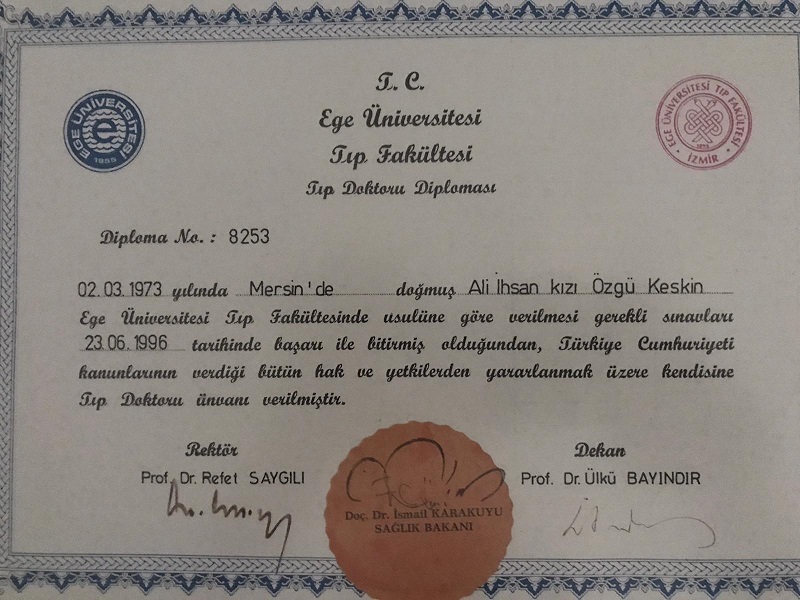 T. C.
Ege Üniversitesi
Tıp Fakültesi
Tıp Doktoru Diploması
EGE ÜNİVERSİTESİ
e
1955
EGE ÜNİVERSİTESİ TIP FAKÜLTESİ
İZMİR
Diploma No. : 8253
02.03.1973 yılında Mersin'de doğmuş Ali İhsan kızı Özgü Keskin
Ege Üniversitesi Tıp Fakültesinde usulüne göre verilmesi gerekli sınavları
23.06.1996 tarihinde başarı ile bitirmiş olduğundan, Türkiye Cumhuriyeti
kanunlarının verdiği bütün hak ve yetkilerden yararlanmak üzere kendisine
Tıp Doktoru ünvanı verilmiştir.
Rektör
Prof. Dr. Refet SAYGILI
Dekan
Prof. Dr. Ülkü BAYINDIR
Doç. Dr. İsmail KARAKUYU
SAĞLIK BAKANI